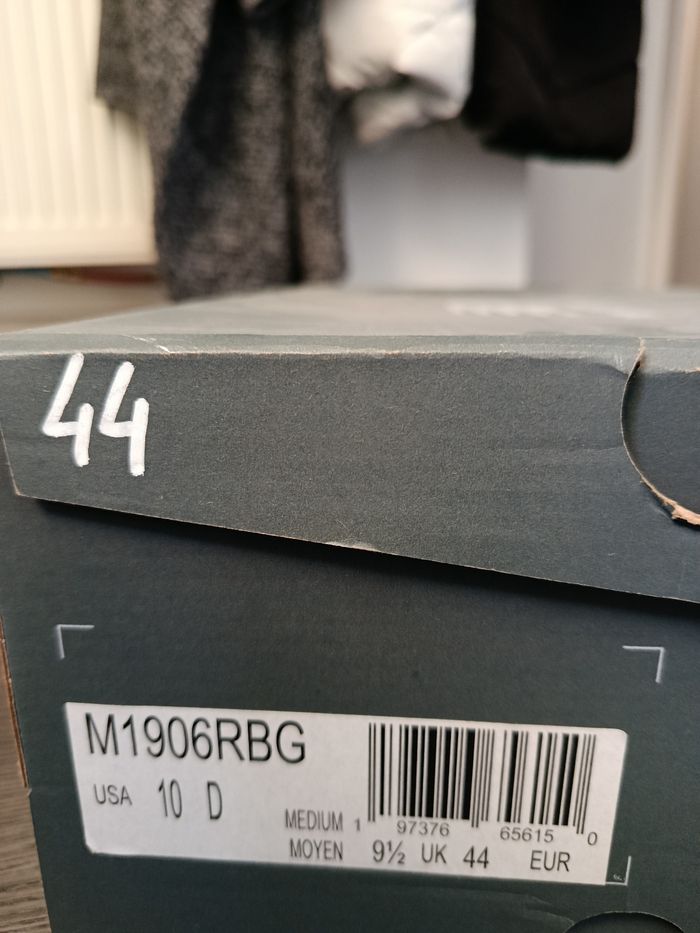 44
M1906RBG
USA 10 D
MEDIUM 1 97376 65615 0
MOYEN 9½ UK 44 EUR